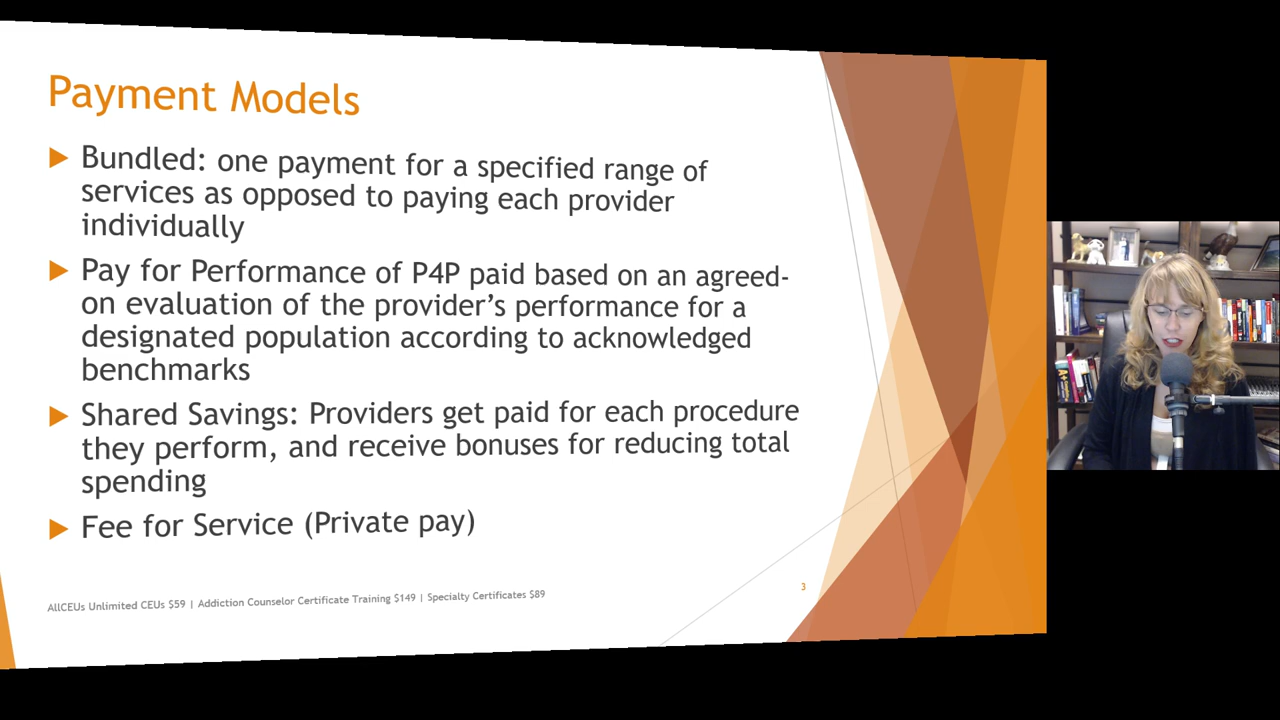 Payment Models
Bundled: one payment for a specified range of
services as opposed to paying each provider
individually
Pay for Performance of P4P paid based on an agreed-
on evaluation of the provider's performance for a
designated population according to acknowledged
benchmarks
Shared Savings: Providers get paid for each procedure
they perform, and receive bonuses for reducing total
spending
Fee for Service (Private pay)
3
AllCEUs Unlimited CEUs $59 | Addiction Counselor Certificate Training $149 | Specialty Certificates $89